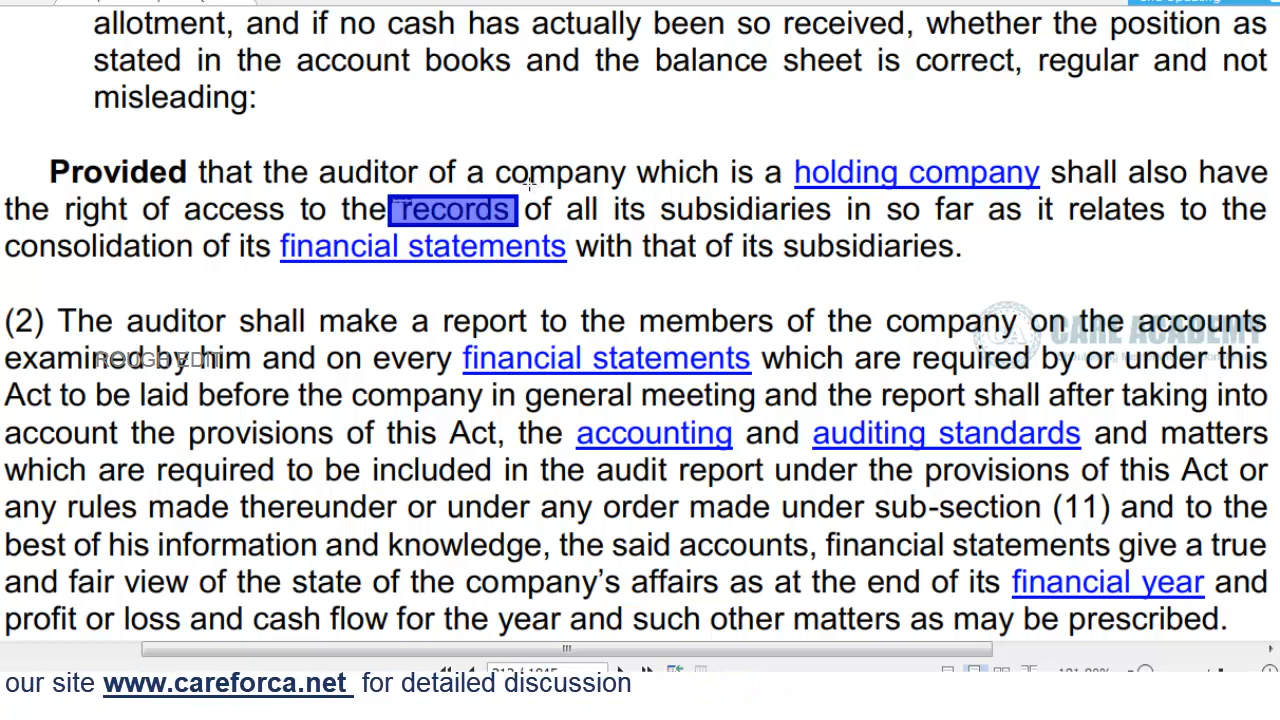 allotment, and if no cash has actually been so received, whether the position as
stated in the account books and the balance sheet is correct, regular and not
misleading:
Provided that the auditor of a company which is a holding company shall also have
the right of access to the records of all its subsidiaries in so far as it relates to the
consolidation of its financial statements with that of its subsidiaries.
(2) The auditor shall make a report to the members of the company on the accounts
examined by him and on every financial statements which are required by or under this
Act to be laid before the company in general meeting and the report shall after taking into
account the provisions of this Act, the accounting and auditing standards and matters
which are required to be included in the audit report under the provisions of this Act or
any rules made thereunder or under any order made under sub-section (11) and to the
best of his information and knowledge, the said accounts, financial statements give a true
and fair view of the state of the company's affairs as at the end of its financial year and
profit or loss and cash flow for the year and such other matters as may be prescribed.
CARE ACADEMY
ROUGH EDIT
our site www.careforca.net for detailed discussion